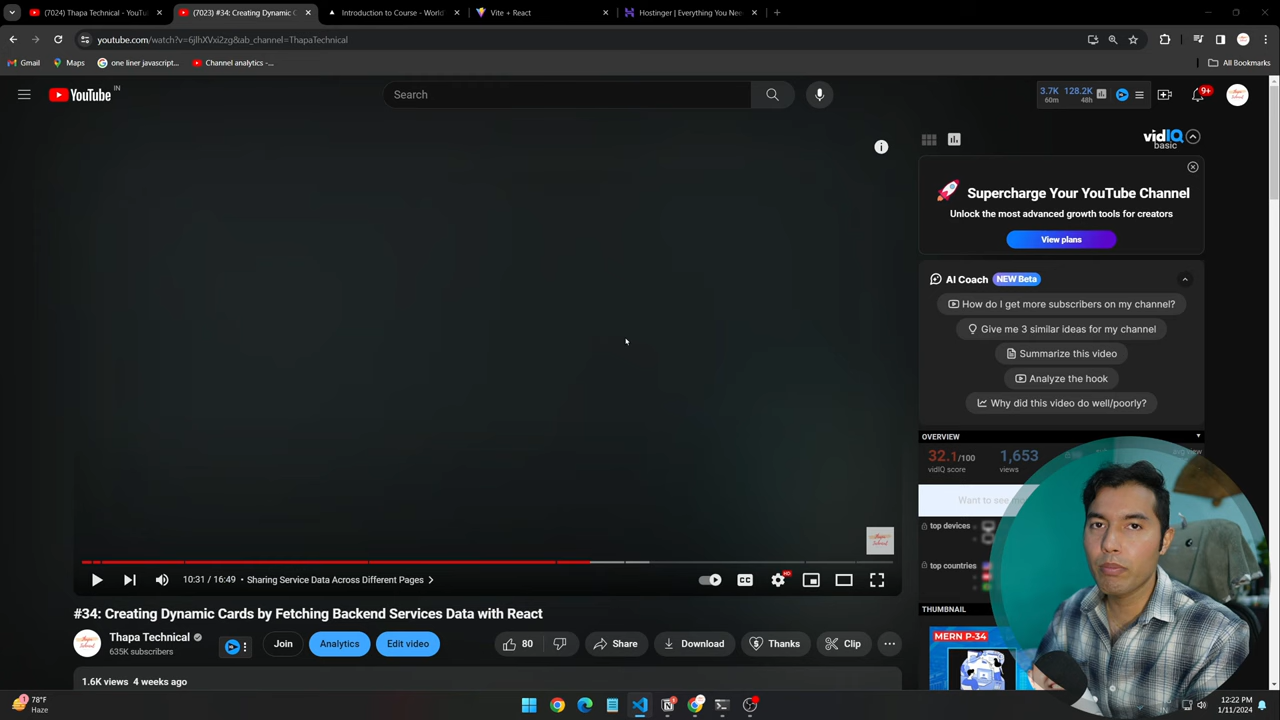 (7024) Thapa Technical - YouTu
(7023) #34: Creating Dynamic C
Introduction to Course - World
Vite + React
Hostinger | Everything You Nee
youtube.com/watch?v=6jlhXVxi2zg&ab_channel=ThapaTechnical
Gmail
Maps
one liner javascript...
Channel analytics -...
All Bookmarks
YouTube IN
Search
3.7K 128.2K
60m 48h
9+
vidIQ
basic
Supercharge Your YouTube Channel
Unlock the most advanced growth tools for creators
View plans
AI Coach NEW Beta
How do I get more subscribers on my channel?
Give me 3 similar ideas for my channel
Summarize this video
Analyze the hook
Why did this video do well/poorly?
OVERVIEW
32.1/100 1,653
vidIQ score views
Want to see
top devices
top countries
THUMBNAIL
MERN P-34
10:31 / 16:49 • Sharing Service Data Across Different Pages
CC
HD
#34: Creating Dynamic Cards by Fetching Backend Services Data with React
Thapa Technical
635K subscribers
Join
Analytics
Edit video
80
Share
Download
Thanks
Clip
1.6K views 4 weeks ago
78°F
Haze
12:22 PM
1/11/2024